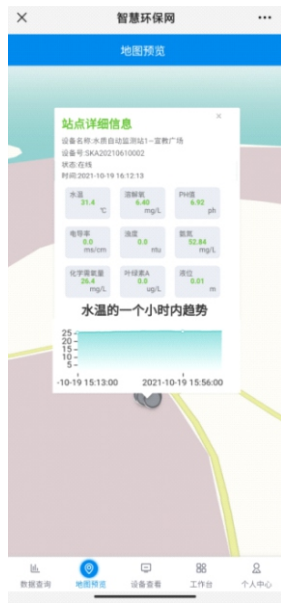 智慧环保网
地图预览
站点详细信息
设备名称:水质自动监测站1—宣教广场
设备号:SKA20210610002
状态:在线
时间:2021-10-19 16:12:13
水温 溶解氧 PH值
31.4 6.40 6.92
℃ mg/L ph
电导率 浊度 氨氮
0.0 0.0 52.84
ms/cm ntu mg/L
化学需氧量 叶绿素A 液位
26.4 0.0 0.01
mg/L ug/L m
水温的一个小时内趋势
25
20
15
10
5
-10-19 15:13:00 2021-10-19 15:56:00
数据查询 地图预览 设备查看 工作台 个人中心